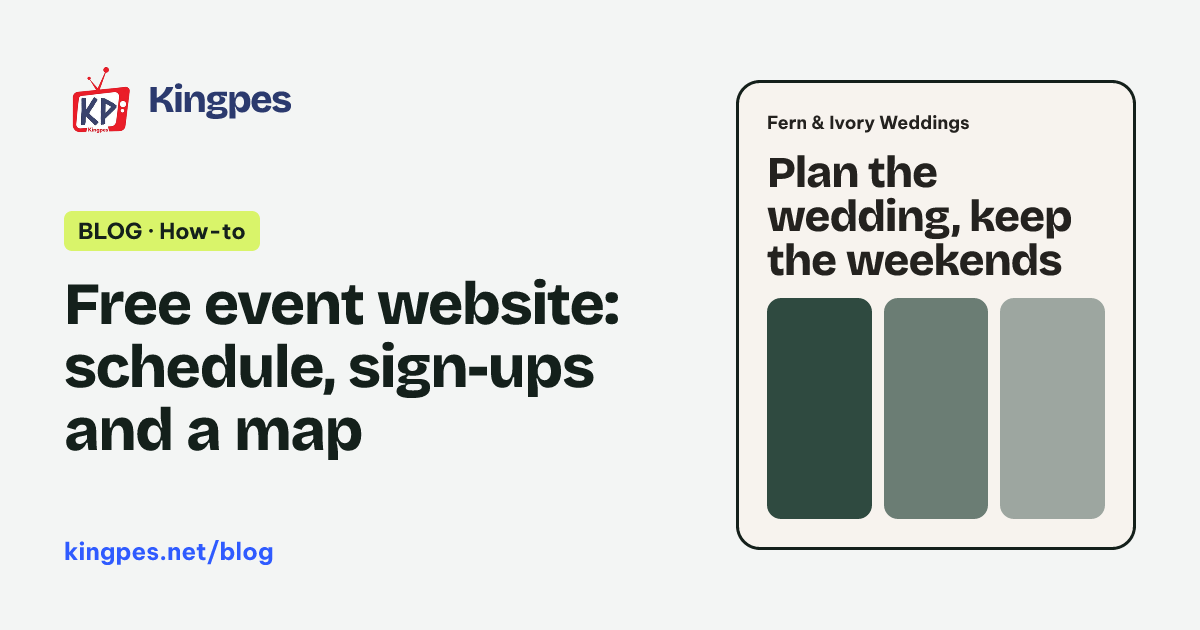 KP
Kingpes
Kingpes
BLOG · How-to
Free event website:
schedule, sign-ups
and a map
kingpes.net/blog
Fern & Ivory Weddings
Plan the
wedding, keep
the weekends